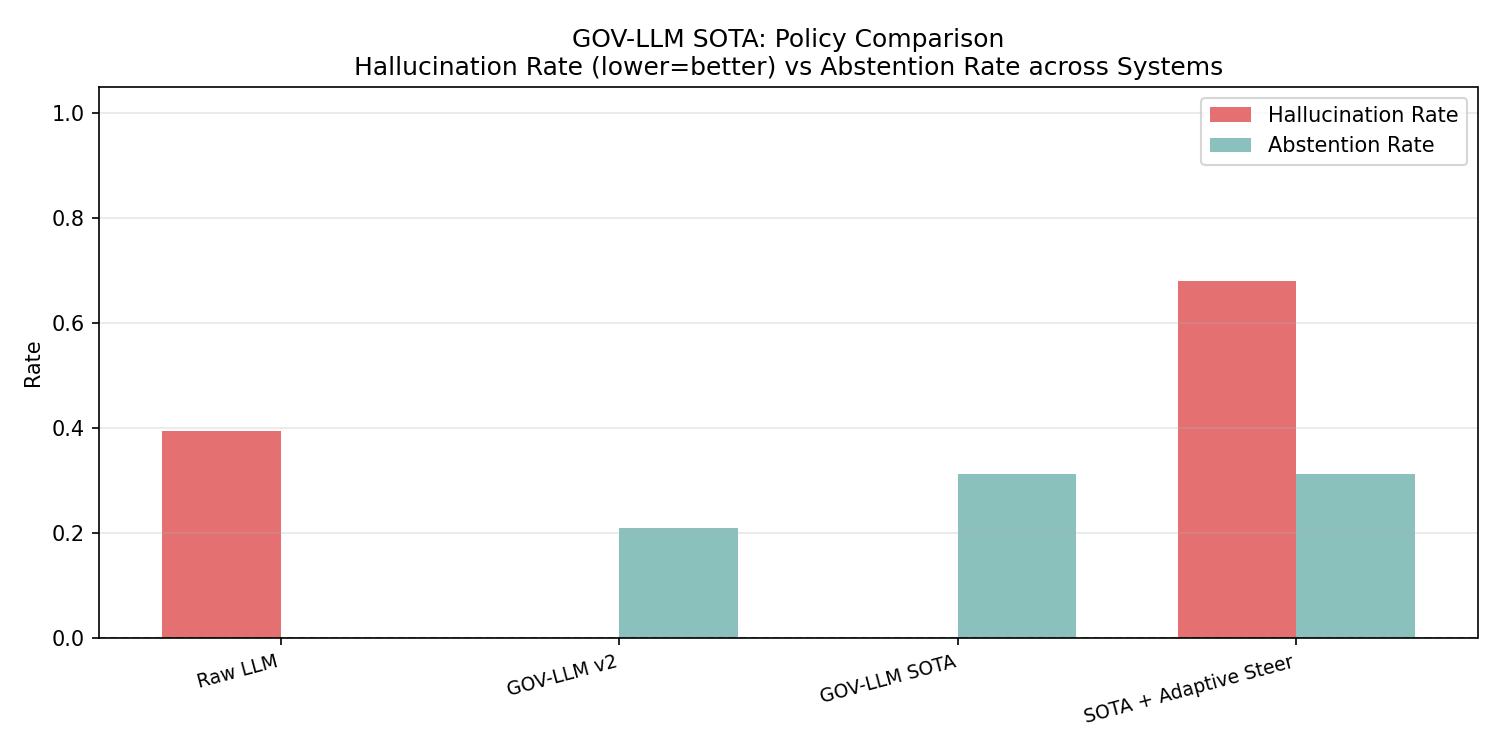 GOV-LLM SOTA: Policy Comparison
Hallucination Rate (lower=better) vs Abstention Rate across Systems
Hallucination Rate
Abstention Rate
1.0
0.8
0.6
0.4
0.2
0.0
Rate
Raw LLM
GOV-LLM v2
GOV-LLM SOTA
SOTA + Adaptive Steer